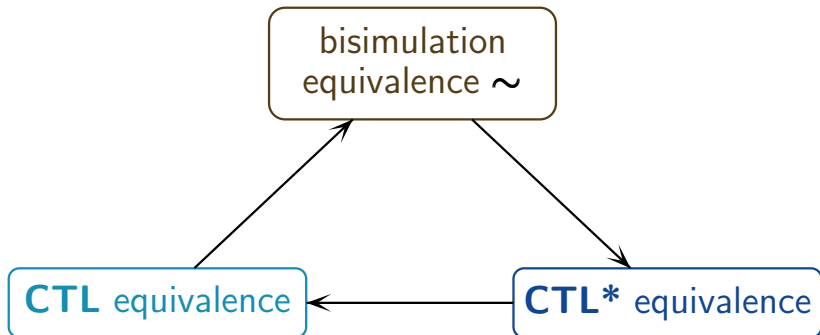 bisimulation
equivalence ∼
CTL equivalence
CTL* equivalence